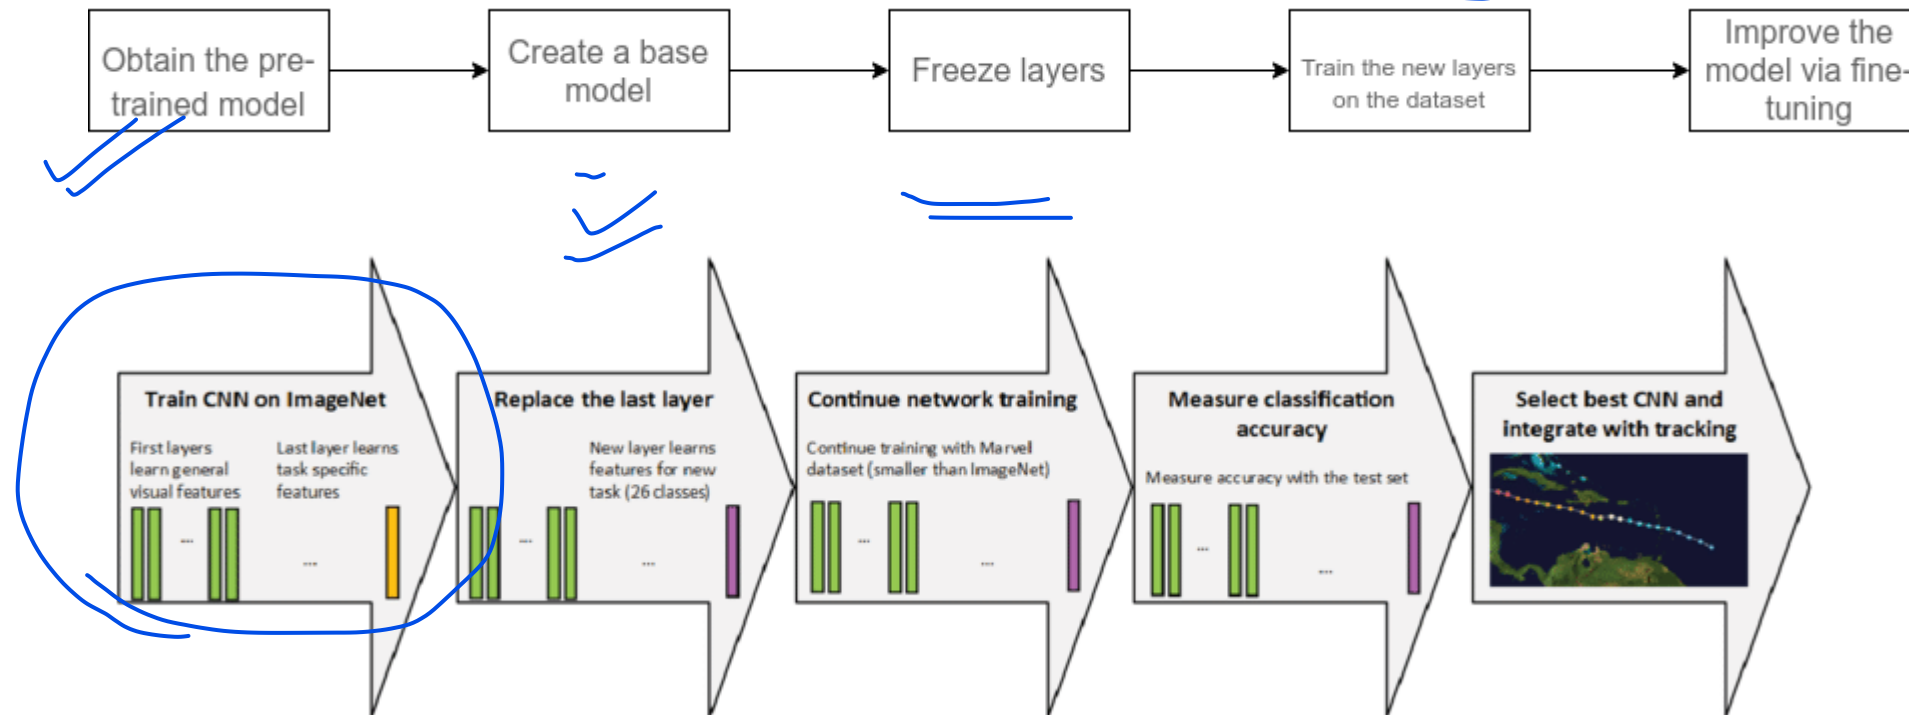 Obtain the pre-
trained model
Create a base
model
Freeze layers
Train the new layers
on the dataset
Improve the
model via fine-
tuning
Train CNN on ImageNet
First layers
learn general
visual features
Last layer learns
task specific
features
...
...
Replace the last layer
New layer learns
features for new
task (26 classes)
...
...
Continue network training
Continue training with Marvel
dataset (smaller than ImageNet)
...
...
Measure classification
accuracy
Measure accuracy with the test set
...
...
Select best CNN and
integrate with tracking